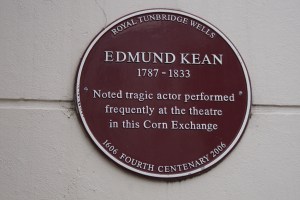 ROYAL TUNBRIDGE WELLS
EDMUND KEAN
1787 - 1833
Noted tragic actor performed
frequently at the theatre
in this Corn Exchange
1606 FOURTH CENTENARY 2006